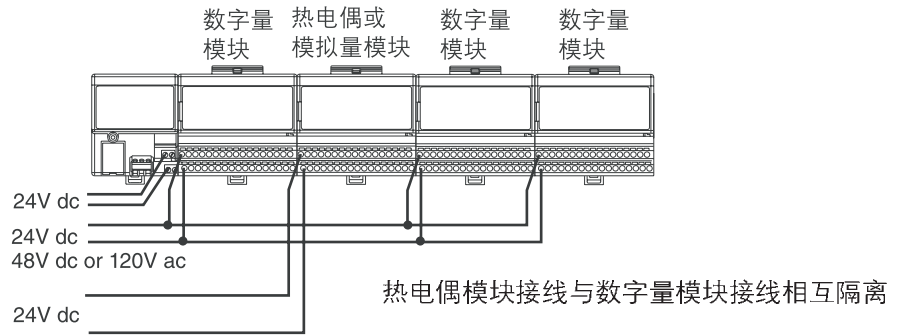 数字量
模块
热电偶或
模拟量模块
数字量
模块
数字量
模块
24V dc
24V dc
48V dc or 120V ac
24V dc
热电偶模块接线与数字量模块接线相互隔离